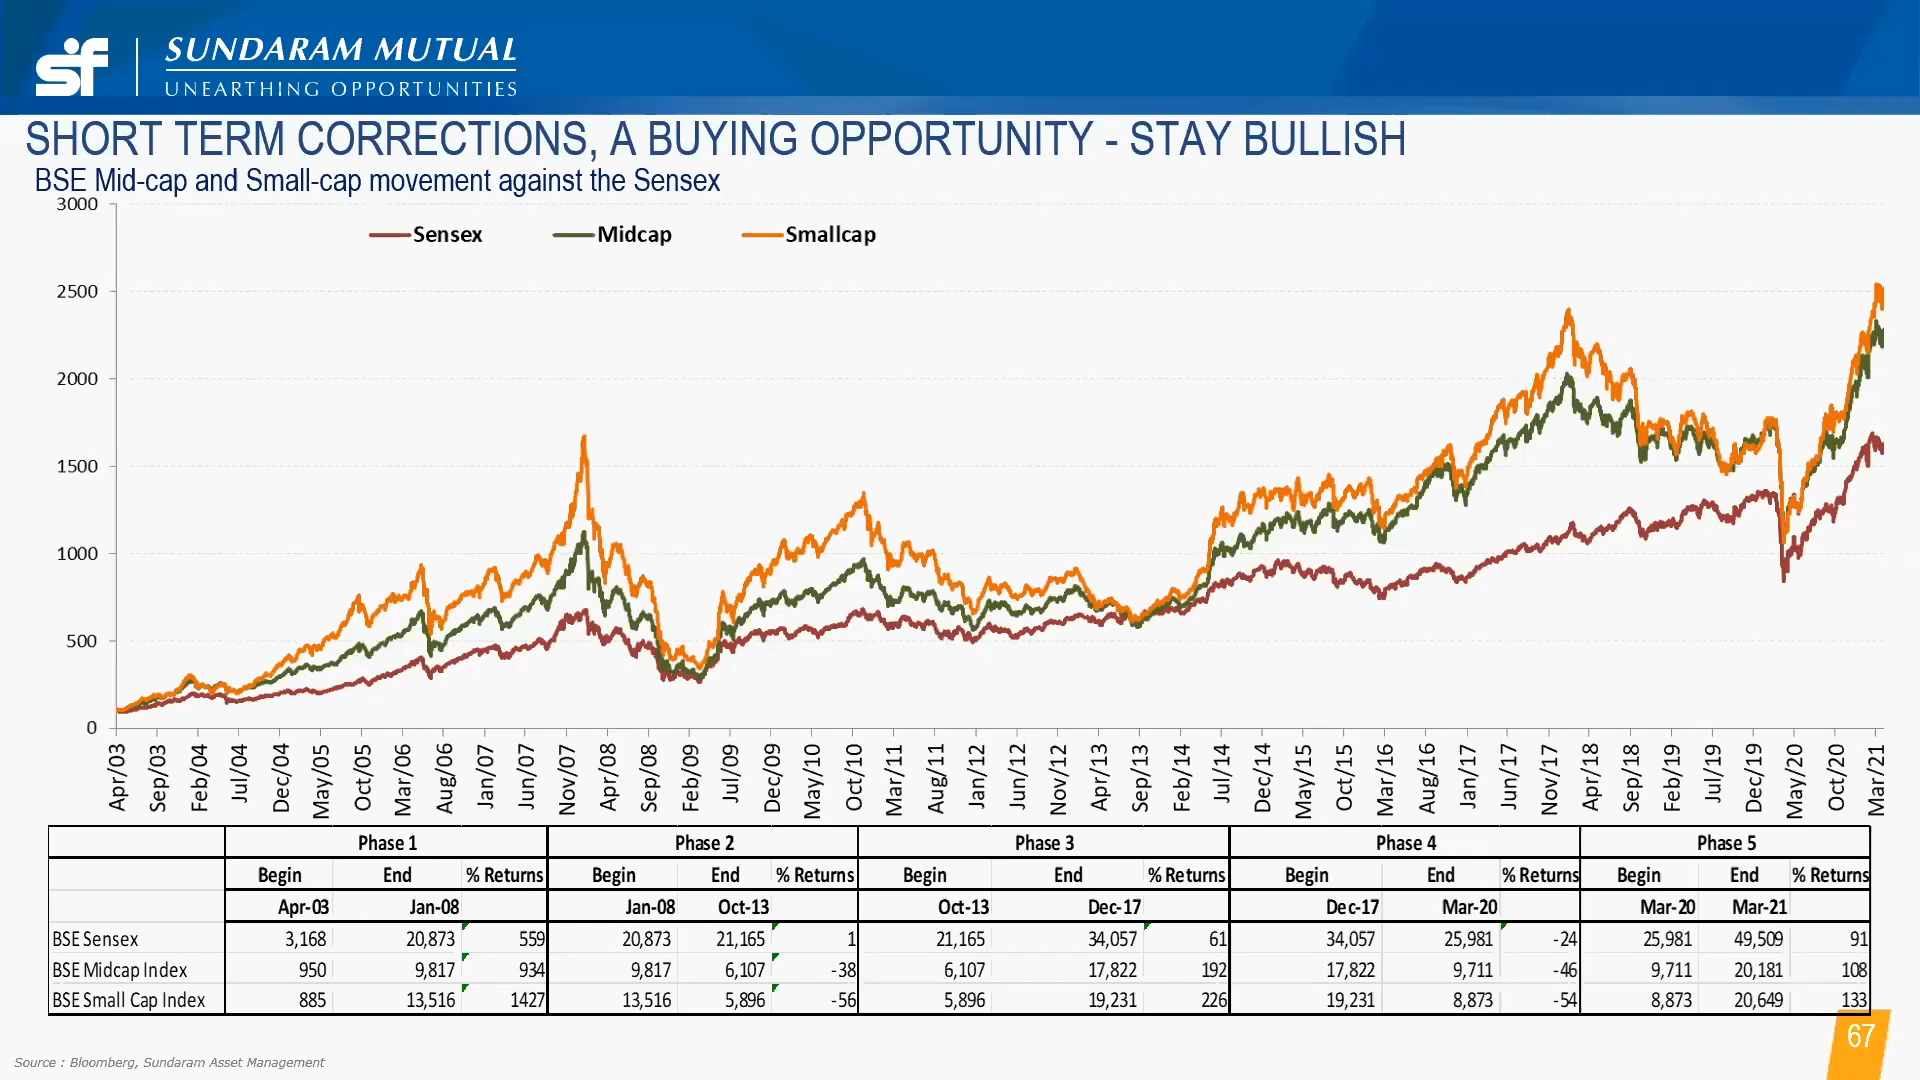 sf
SUNDARAM MUTUAL
UNEARTHING OPPORTUNITIES
SHORT TERM CORRECTIONS, A BUYING OPPORTUNITY - STAY BULLISH
BSE Mid-cap and Small-cap movement against the Sensex
3000
Sensex Midcap Smallcap
2500
2000
1500
1000
500
0
Apr/03 Sep/03 Feb/04 Jul/04 Dec/04 May/05 Oct/05 Mar/06 Aug/06 Jan/07 Jun/07 Nov/07 Apr/08 Sep/08 Feb/09 Jul/09 Dec/09 May/10 Oct/10 Mar/11 Aug/11 Jan/12 Jun/12 Nov/12 Apr/13 Sep/13 Feb/14 Jul/14 Dec/14 May/15 Oct/15 Mar/16 Aug/16 Jan/17 Jun/17 Nov/17 Apr/18 Sep/18 Feb/19 Jul/19 Dec/19 May/20 Oct/20 Mar/21
Phase 1 Phase 2 Phase 3 Phase 4 Phase 5
Begin End % Returns Begin End % Returns Begin End % Returns Begin End % Returns Begin End % Returns
Apr-03 Jan-08 Jan-08 Oct-13 Oct-13 Dec-17 Dec-17 Mar-20 Mar-20 Mar-21
BSE Sensex 3,168 20,873 559 20,873 21,165 1 21,165 34,057 61 34,057 25,981 -24 25,981 49,509 91
BSE Midcap Index 950 9,817 934 9,817 6,107 -38 6,107 17,822 192 17,822 9,711 -46 9,711 20,181 108
BSE Small Cap Index 885 13,516 1427 13,516 5,896 -56 5,896 19,231 226 19,231 8,873 -54 8,873 20,649 133
67
Source : Bloomberg, Sundaram Asset Management